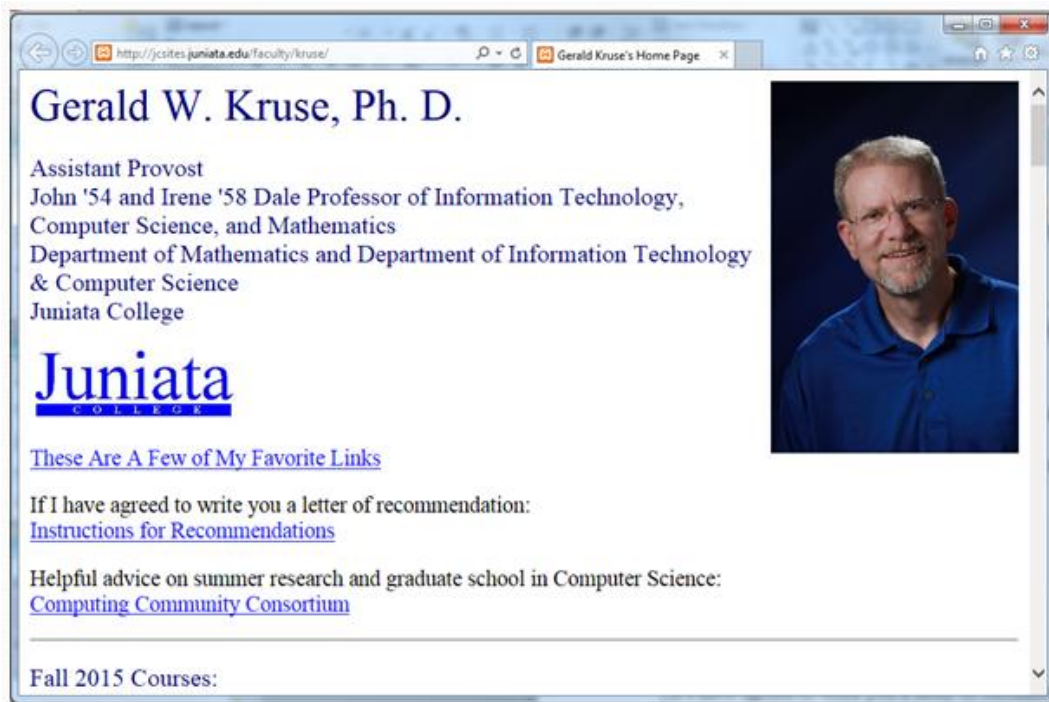 http://jcsites.juniata.edu/faculty/kruse/
Gerald Kruse's Home Page
Gerald W. Kruse, Ph. D.
Assistant Provost
John '54 and Irene '58 Dale Professor of Information Technology,
Computer Science, and Mathematics
Department of Mathematics and Department of Information Technology
& Computer Science
Juniata College
Juniata
COLLEGE
These Are A Few of My Favorite Links
If I have agreed to write you a letter of recommendation:
Instructions for Recommendations
Helpful advice on summer research and graduate school in Computer Science:
Computing Community Consortium
Fall 2015 Courses: